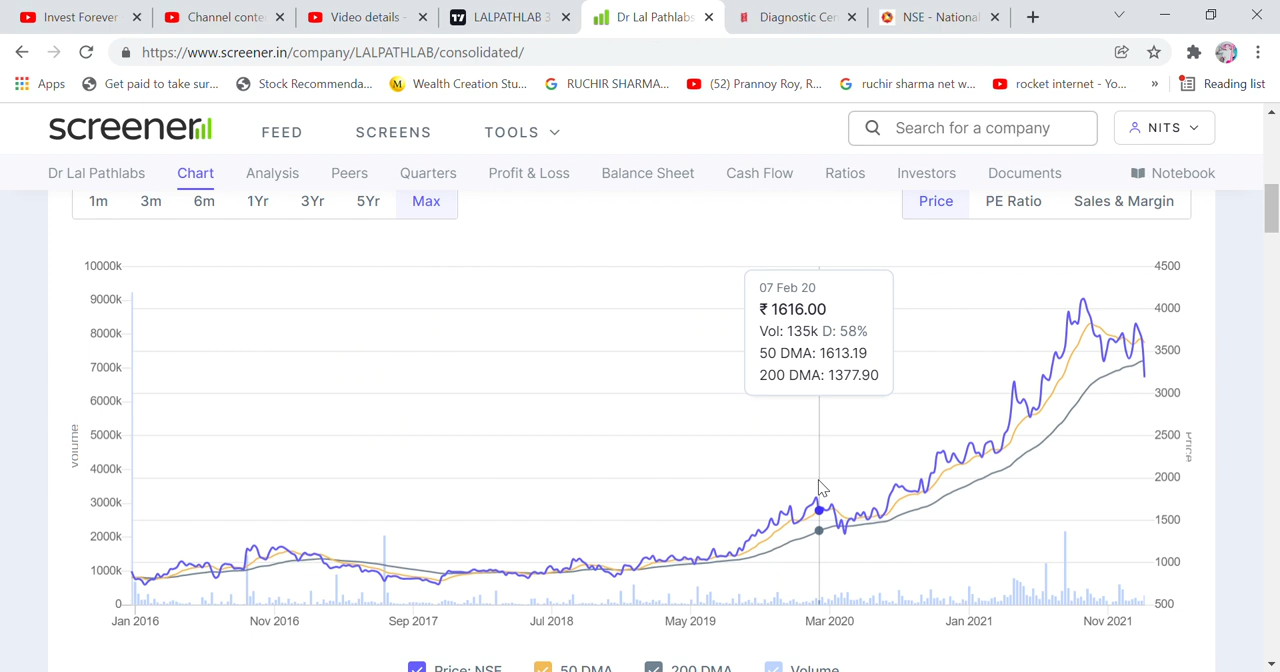 Invest Forever
Channel conte
Video details -
LALPATHLAB 3
Dr Lal Pathlabs
Diagnostic Cen
NSE - National
https://www.screener.in/company/LALPATHLAB/consolidated/
Apps
Get paid to take sur...
Stock Recommenda...
Wealth Creation Stu...
RUCHIR SHARMA...
(52) Prannoy Roy, R...
ruchir sharma net w...
rocket internet - Yo...
»
Reading list
screener
FEED
SCREENS
TOOLS
Search for a company
NITS
Dr Lal Pathlabs
Chart
Analysis
Peers
Quarters
Profit & Loss
Balance Sheet
Cash Flow
Ratios
Investors
Documents
Notebook
1m
3m
6m
1Yr
3Yr
5Yr
Max
Price
PE Ratio
Sales & Margin
10000k
9000k
8000k
7000k
6000k
5000k
4000k
3000k
2000k
1000k
0
volume
07 Feb 20
₹ 1616.00
Vol: 135k D: 58%
50 DMA: 1613.19
200 DMA: 1377.90
4500
4000
3500
3000
2500
2000
1500
1000
500
Price
Jan 2016
Nov 2016
Sep 2017
Jul 2018
May 2019
Mar 2020
Jan 2021
Nov 2021
Price: NSE
50 DMA
200 DMA
Volume